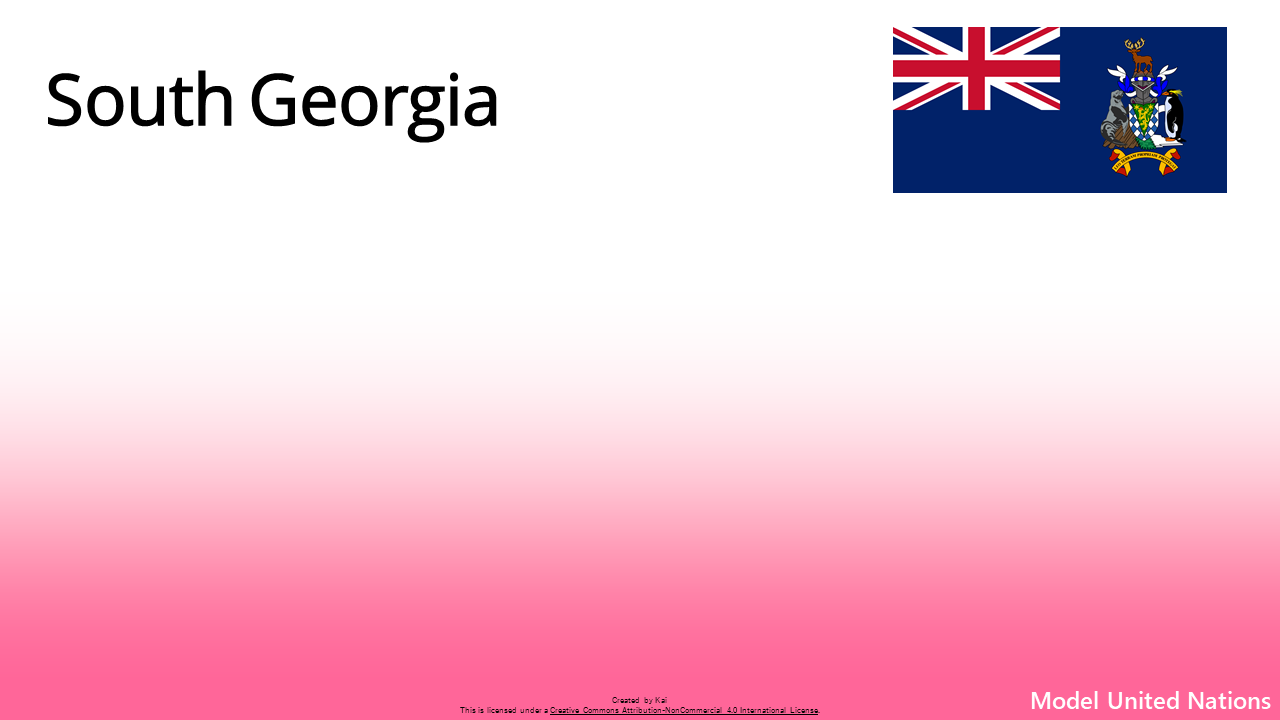 South Georgia
Created by Kai
This is licensed under a Creative Commons Attribution-NonCommercial 4.0 International License.
Model United Nations